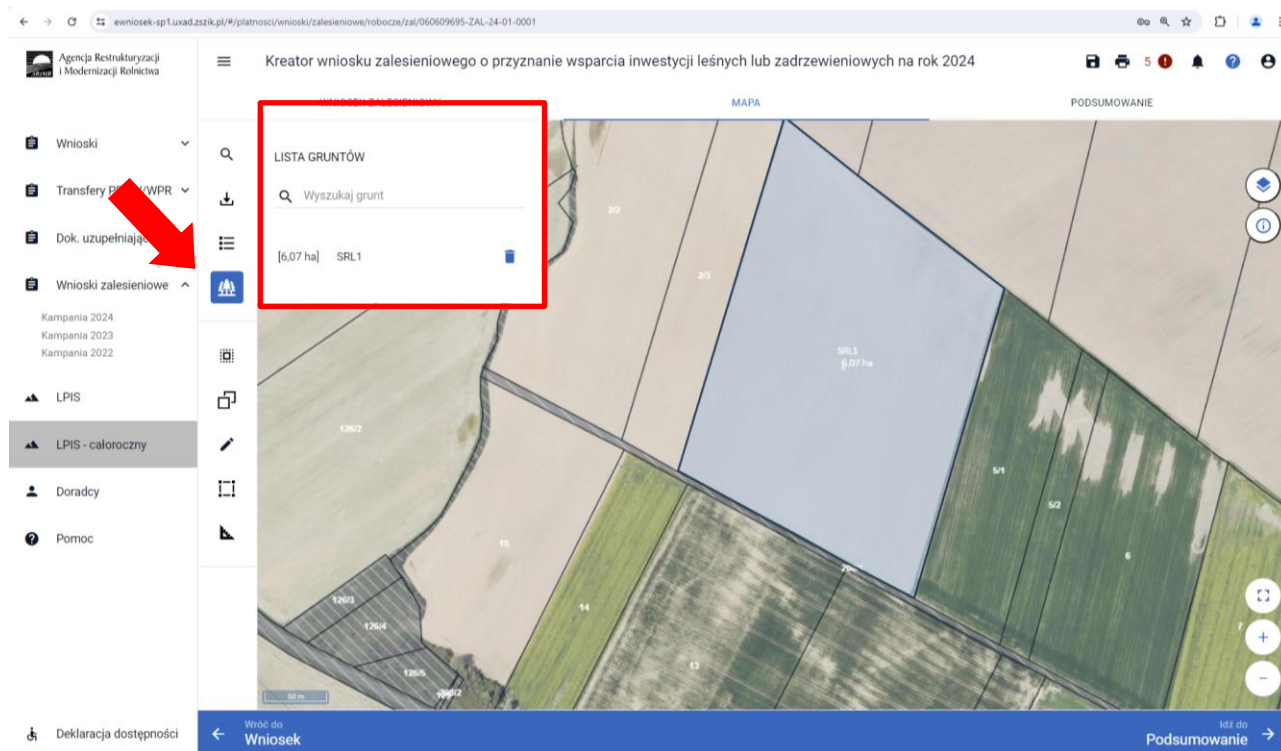 ewniosek-sp1.uxad.zszik.pl/#/platnosci/wnioski/zalesieniowe/robocze/zal/060609695-ZAL-24-01-0001
Agencja Restrukturyzacji
i Modernizacji Rolnictwa
Kreator wniosku zalesieniowego o przyznanie wsparcia inwestycji leśnych lub zadrzewieniowych na rok 2024
5
WNIOSEK ZALESIENIOWY
MAPA
PODSUMOWANIE
Wnioski
Transfery /WPR
Dok. uzupełniając
Wnioski zalesieniowe
Kampania 2024
Kampania 2023
Kampania 2022
LPIS
LPIS - całoroczny
Doradcy
Pomoc
Deklaracja dostępności
LISTA GRUNTÓW
Wyszukaj grunt
[6,07 ha] SRL1
2/2
2/3
SRL1
6.07 ha
126/2
5/1
5/2
6
15
14
13
7
126/3
126/4
126/5
50 m
Wróć do
Wniosek
Idź do
Podsumowanie